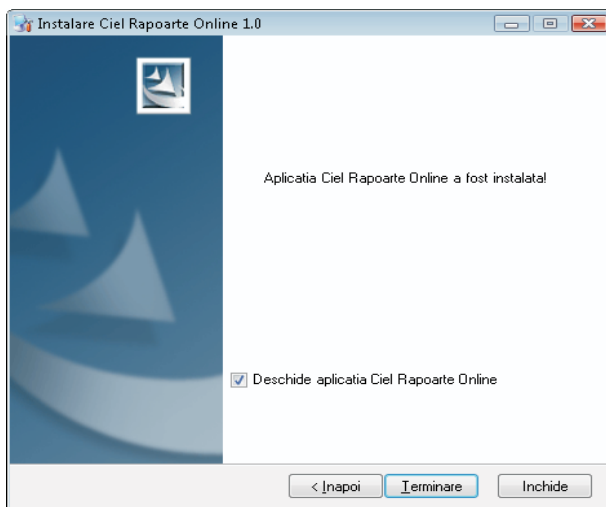 Instalare Ciel Rapoarte Online 1.0
Aplicatia Ciel Rapoarte Online a fost instalata!
Deschide aplicatia Ciel Rapoarte Online
< Inapoi Terminare Inchide